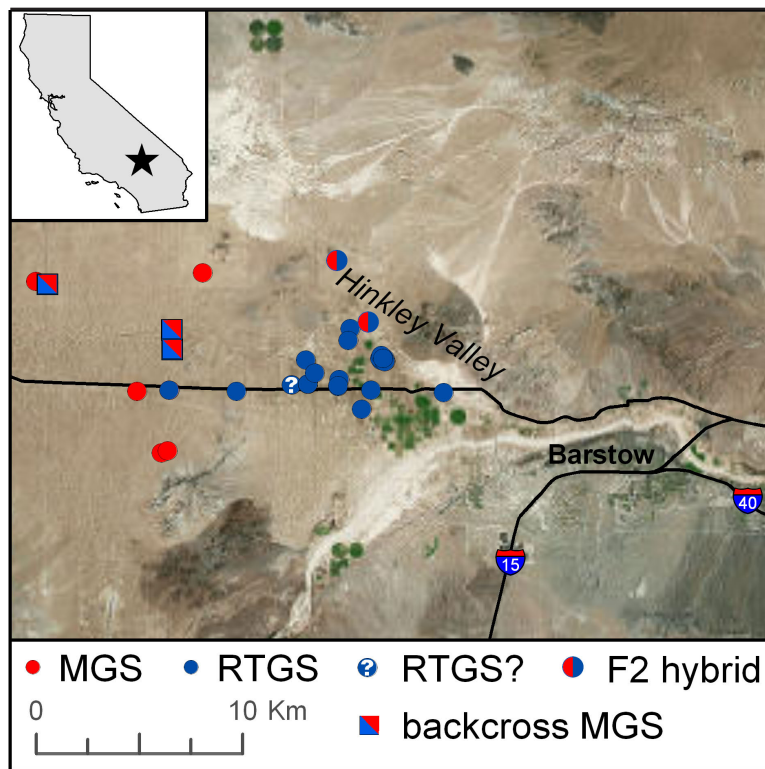 Hinkley Valley
?
Barstow
40
15
MGS RTGS ? RTGS? F2 hybrid
0 10 Km
backcross MGS